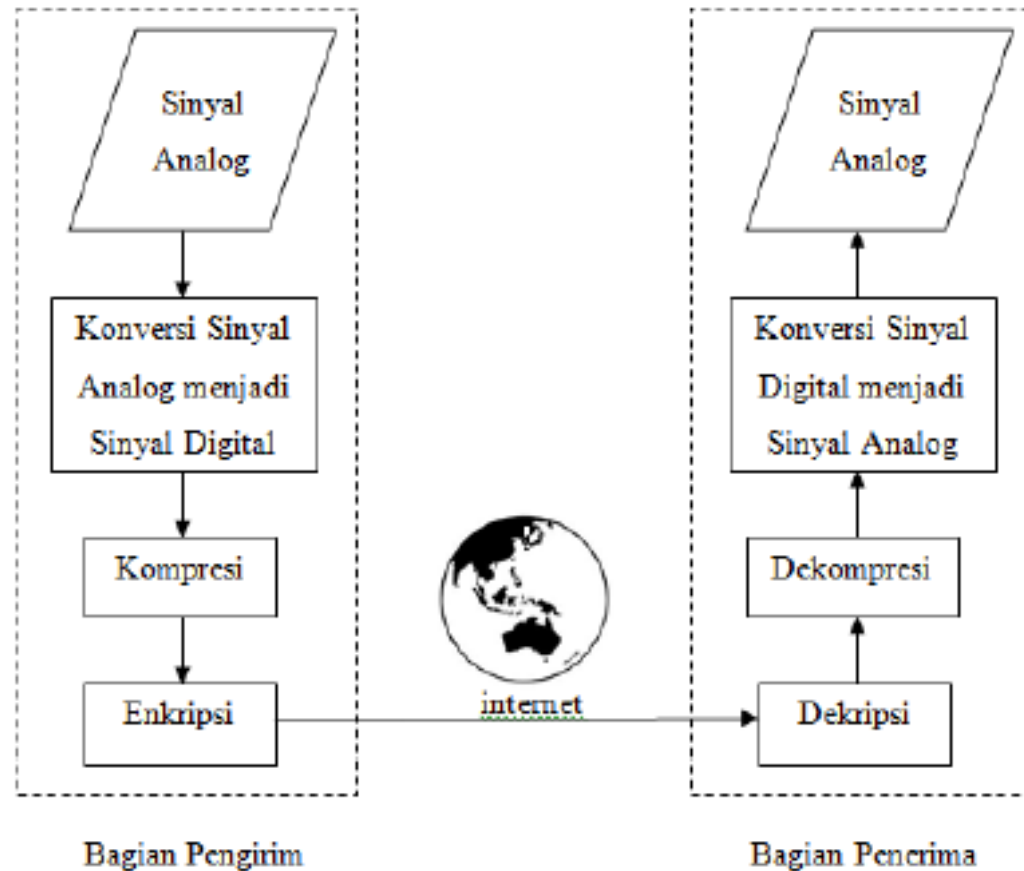 Sinyal
Analog
Konversi Sinyal
Analog menjadi
Sinyal Digital
Kompresi
Enkripsi
Bagian Pengirim
internet
Sinyal
Analog
Konversi Sinyal
Digital menjadi
Sinyal Analog
Dekompresi
Dekripsi
Bagian Penerima